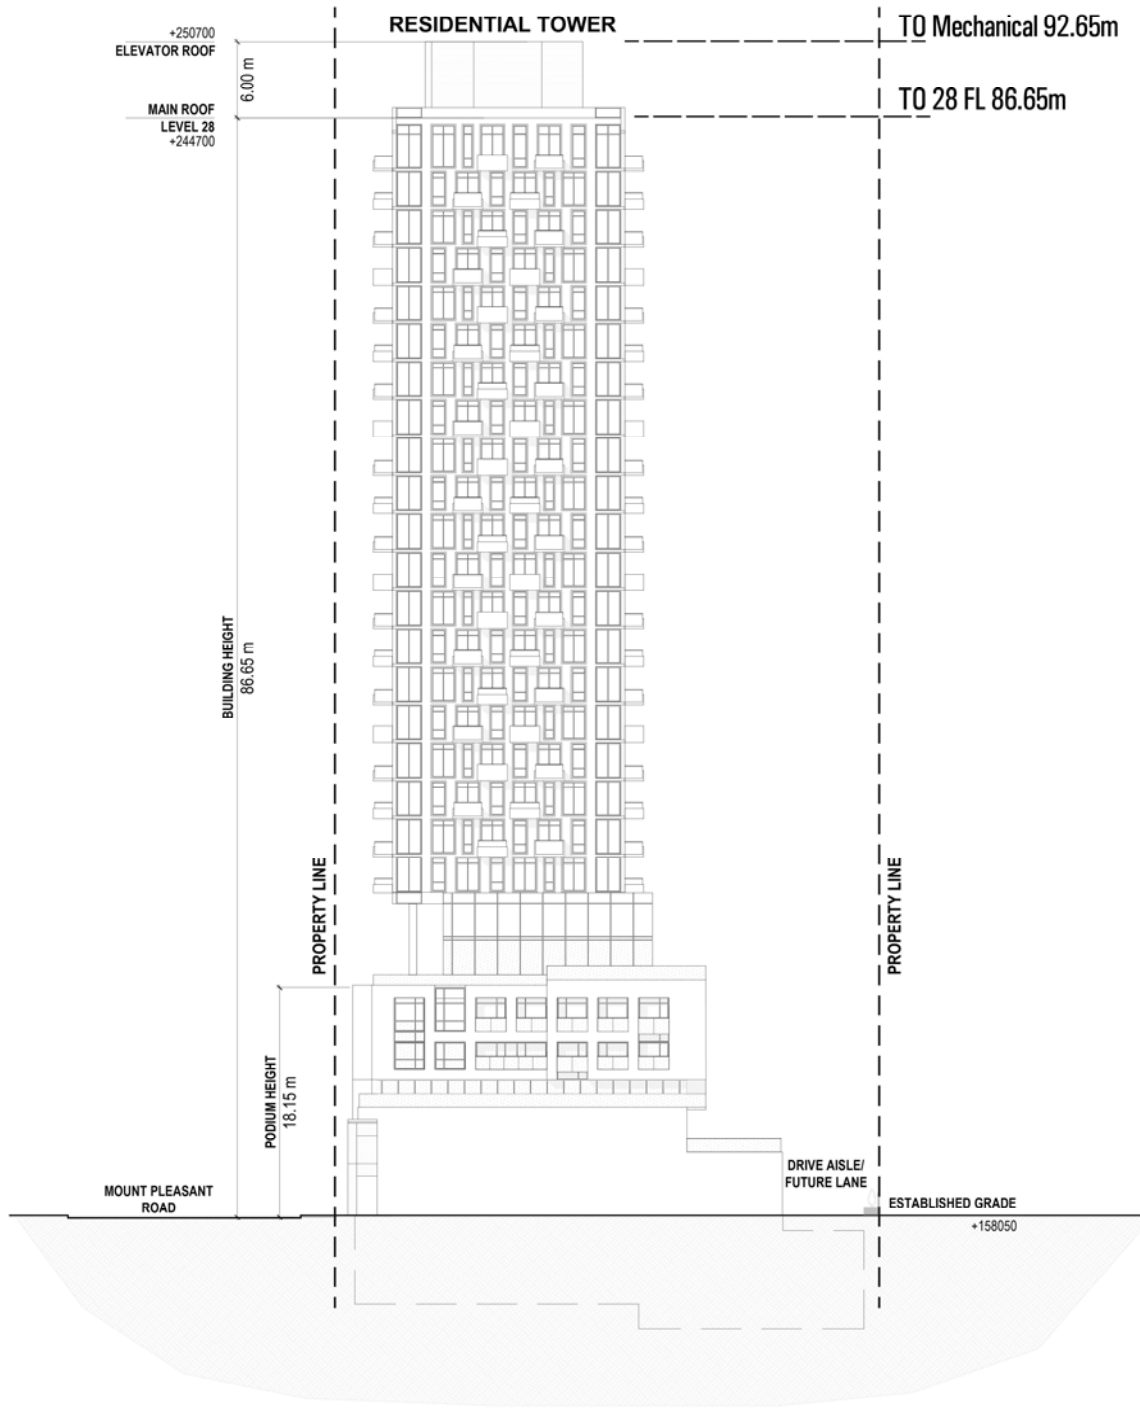 RESIDENTIAL TOWER
TO Mechanical 92.65m
+250700
ELEVATOR ROOF
6.00 m
TO 28 FL 86.65m
MAIN ROOF
LEVEL 28
+244700
BUILDING HEIGHT
86.65 m
PROPERTY LINE
PROPERTY LINE
PODIUM HEIGHT
18.15 m
DRIVE AISLE/
FUTURE LANE
MOUNT PLEASANT
ROAD
ESTABLISHED GRADE
+158050